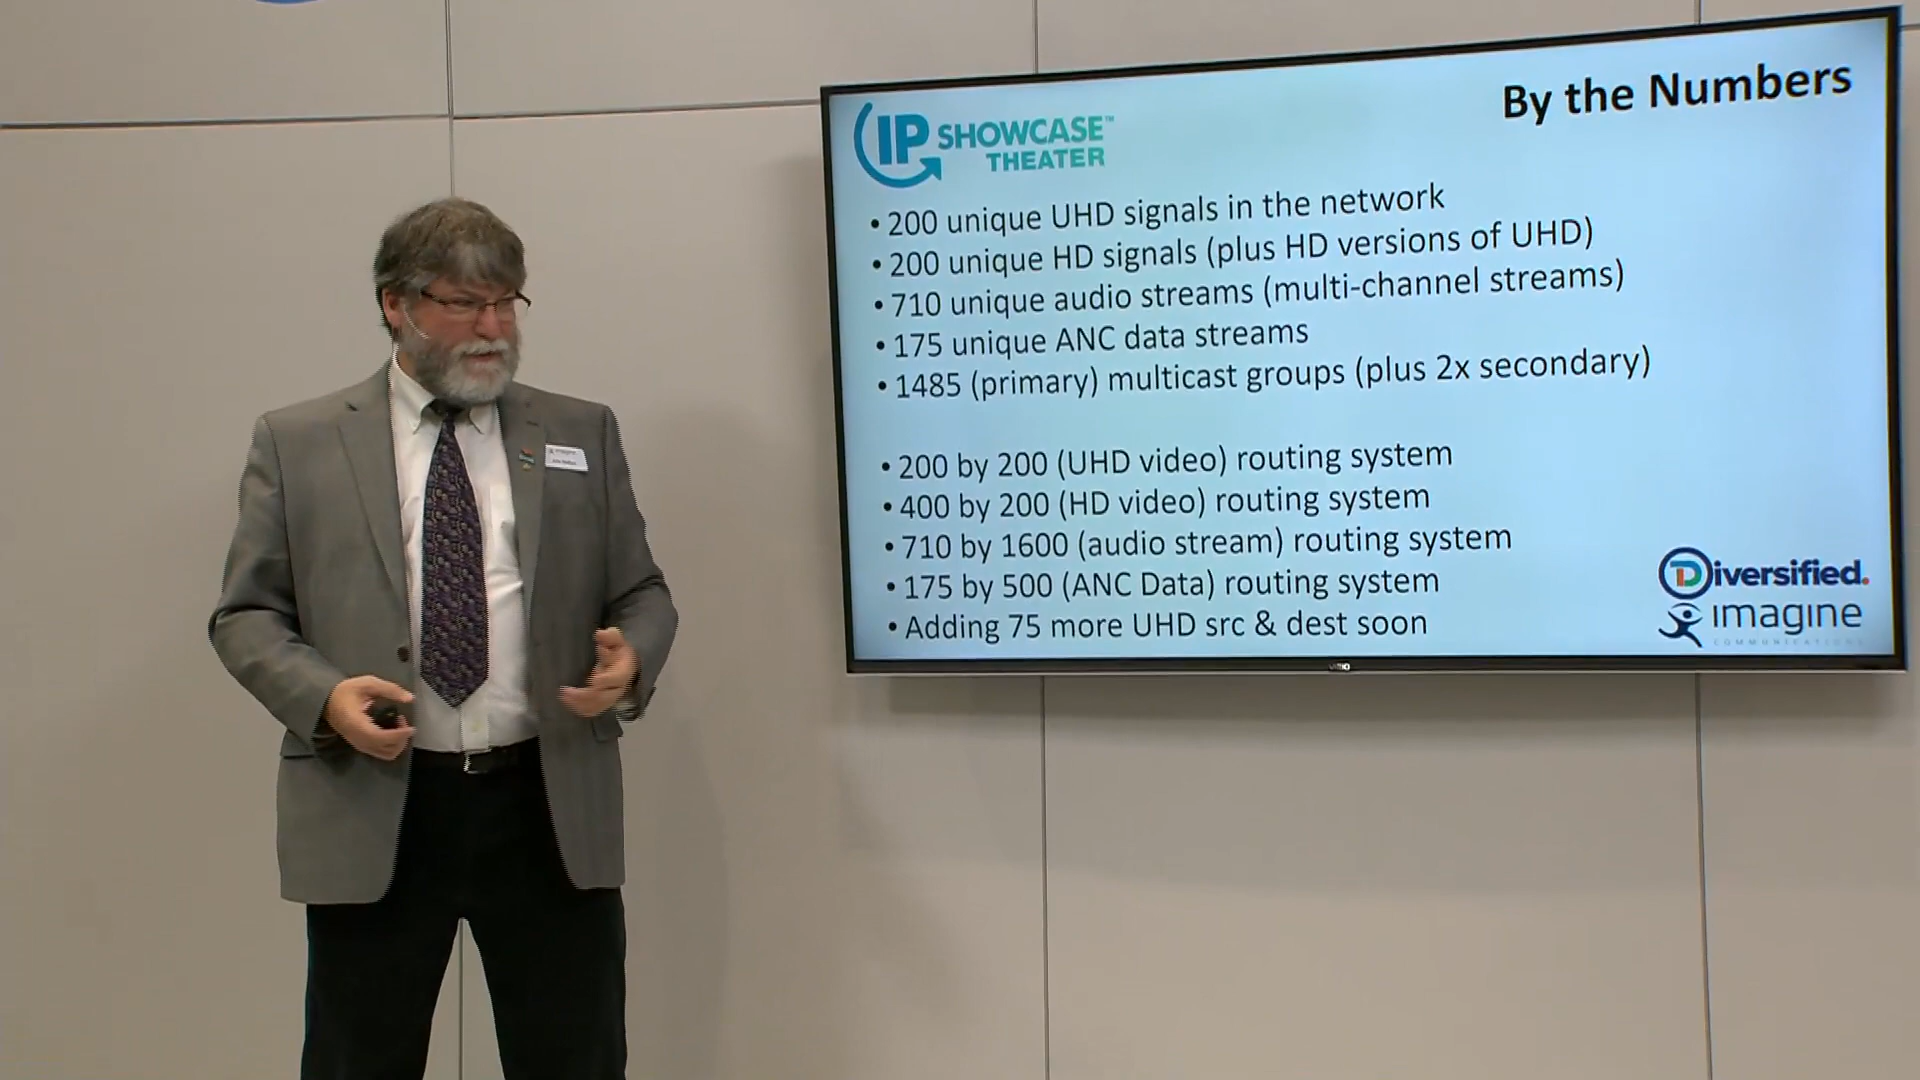 By the Numbers
IP SHOWCASE™
THEATER
• 200 unique UHD signals in the network
• 200 unique HD signals (plus HD versions of UHD)
• 710 unique audio streams (multi-channel streams)
• 175 unique ANC data streams
• 1485 (primary) multicast groups (plus 2x secondary)
• 200 by 200 (UHD video) routing system
• 400 by 200 (HD video) routing system
• 710 by 1600 (audio stream) routing system
• 175 by 500 (ANC Data) routing system
• Adding 75 more UHD src & dest soon
Diversified.
imagine
COMMUNICATIONS
VIZIO
imagine